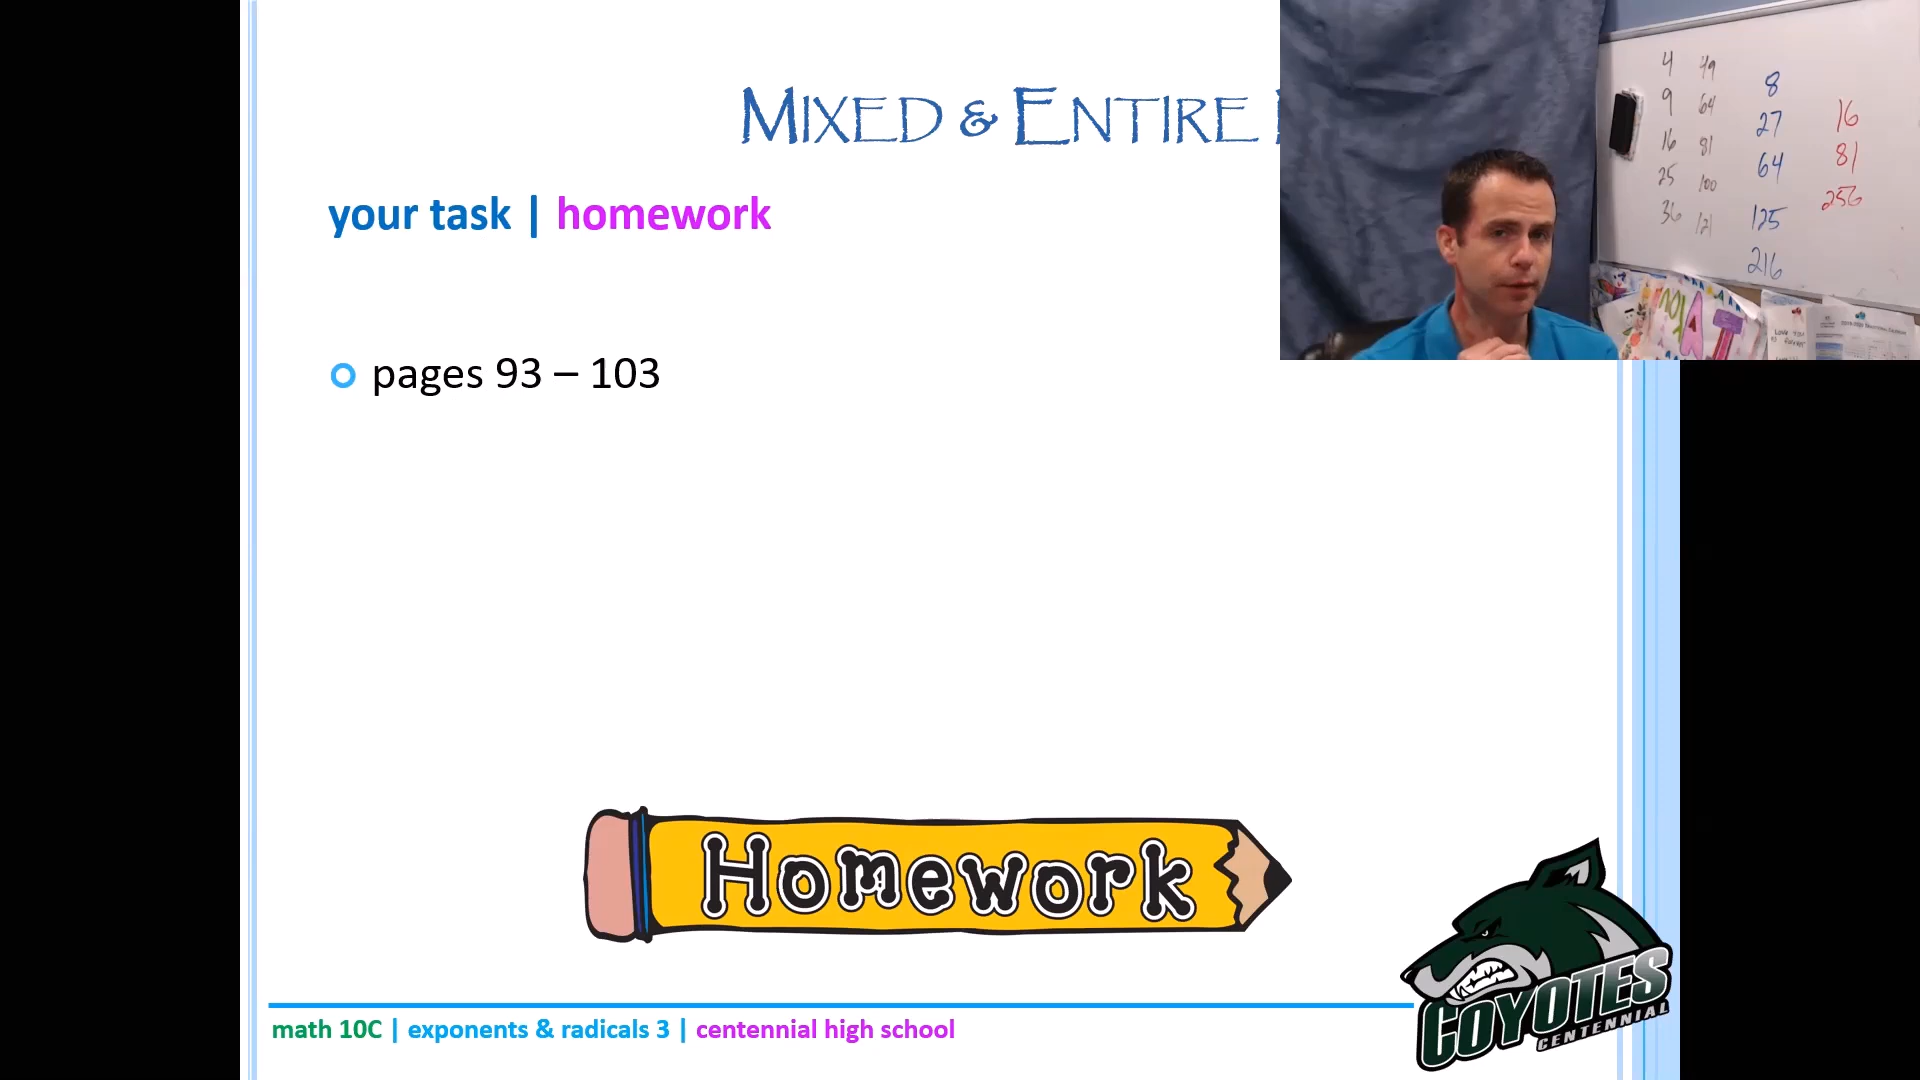 MIXED & ENTIRE
your task | homework
pages 93 – 103
4 49
9 64
16 81
25 100
36 121
8
27
64
125
216
16
81
256
Homework
COYOTES
CENTENNIAL
math 10C | exponents & radicals 3 | centennial high school